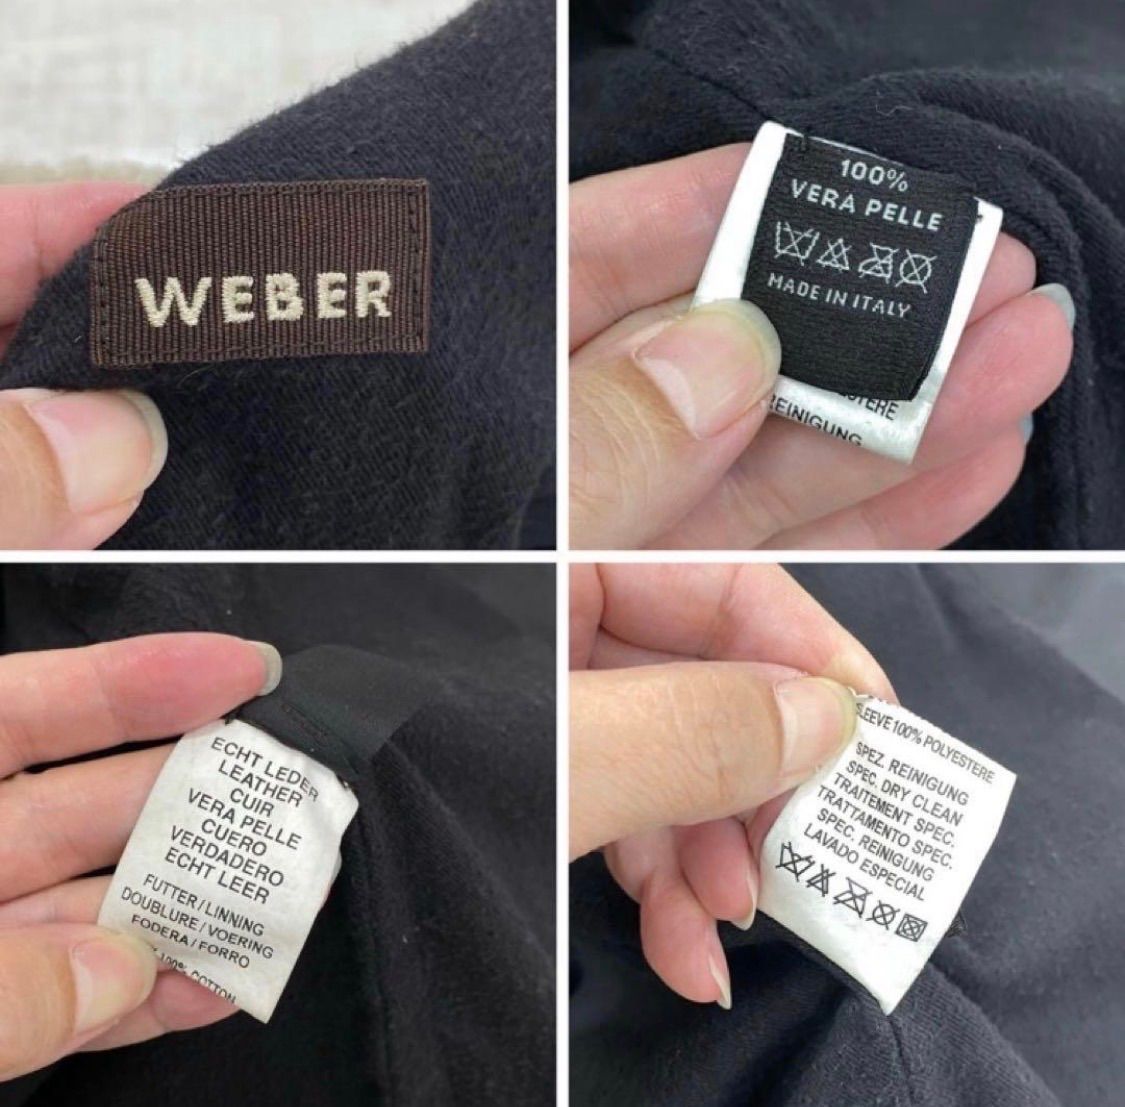 WEBER
100%
VERA PELLE
MADE IN ITALY
REINIGUNG
ECHT LEDER
LEATHER
CUIR
VERA PELLE
CUERO
VERDADERO
ECHT LEER
FUTTER/LINNING
DOUBLURE/VOERING
FODERA/FORRO
100% COTTON
SLEEVE 100% POLYESTERE
SPEZ. REINIGUNG
SPEC. DRY CLEAN
TRAITEMENT SPEC.
TRATTAMENTO SPEC.
SPEC. REINIGUNG
LAVADO ESPECIAL